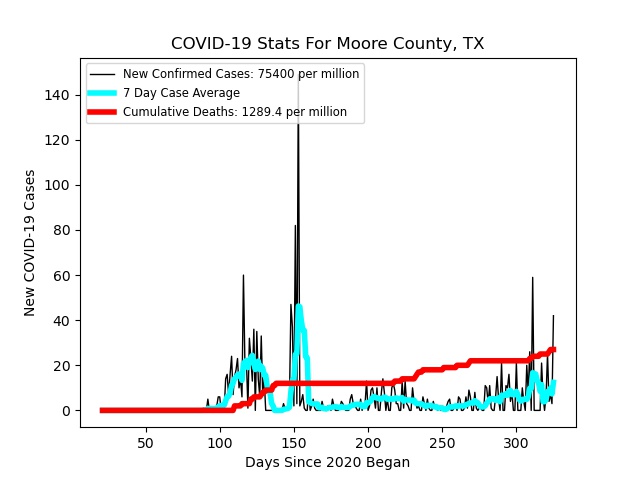 COVID-19 Stats For Moore County, TX
New Confirmed Cases: 75400 per million
7 Day Case Average
Cumulative Deaths: 1289.4 per million
New COVID-19 Cases
140
120
100
80
60
40
20
0
50 100 150 200 250 300
Days Since 2020 Began